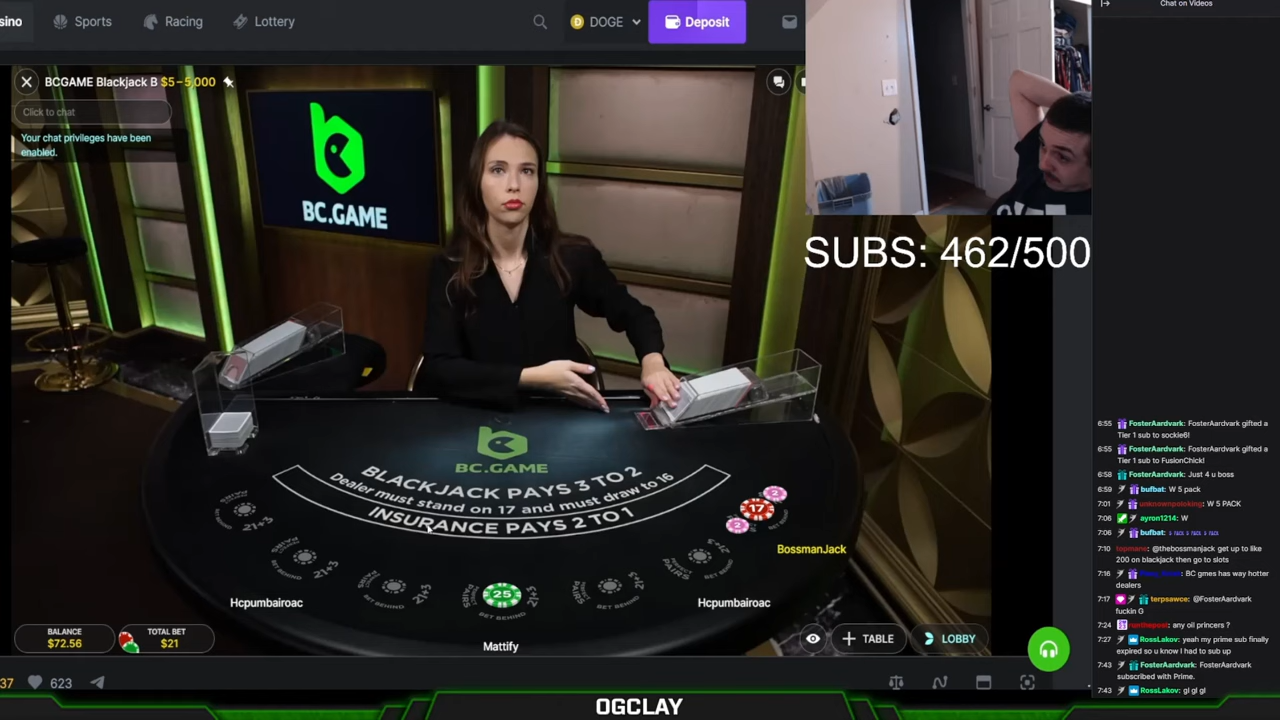 sino
Sports
Racing
Lottery
DOGE
Deposit
Chat on Videos
BCGAME Blackjack B $5–5,000
Click to chat
Your chat privileges have been
enabled.
BC.GAME
SUBS: 462/500
BC.GAME
BLACKJACK PAYS 3 TO 2
Dealer must stand on 17 and must draw to 16
INSURANCE PAYS 2 TO 1
2
17
2
BossmanJack
25
Hcpumbairoac
Hcpumbairoac
Mattify
BALANCE
$72.56
TOTAL BET
$21
TABLE
LOBBY
37
623
OGCLAY
6:55 FosterAardvark: FosterAardvark gifted a
Tier 1 sub to sockle6!
6:55 FosterAardvark: FosterAardvark gifted a
Tier 1 sub to FusionChick!
6:58 FosterAardvark: Just 4 u boss
6:59 bufbat: W 5 pack
7:01 : W 5 PACK
7:06 ayron1214: W
7:06 bufbat:
7:10 : @thebossmanjack get up to like
200 on blackjack then go to slots
7:16 : BC gmes has way hotter
dealers
7:17 terpsawce: @FosterAardvark
fuckin G
7:24 : any oil princers ?
7:27 RossLakov: yeah my prime sub finally
expired so u know I had to sub up
7:43 FosterAardvark: FosterAardvark
subscribed with Prime.
7:43 RossLakov: gl gl gl